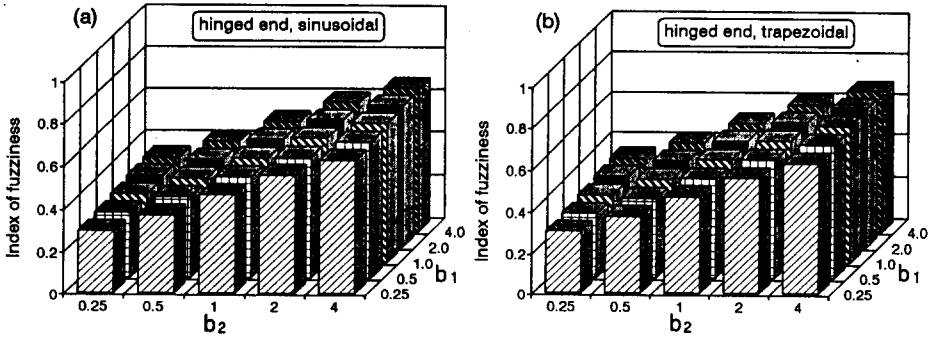 (a)
hinged end, sinusoidal
Index of fuzziness
1
0.8
0.6
0.4
0.2
0
0.25 0.5 1 2 4
b2
0.25
0.5
1.0
2.0
4.0
b1
(b)
hinged end, trapezoidal
Index of fuzziness
1
0.8
0.6
0.4
0.2
0
0.25 0.5 1 2 4
b2
0.25
0.5
1.0
2.0
4.0
b1